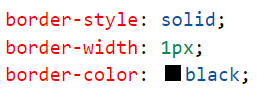 border-style: solid;
border-width: 1px;
border-color: black;